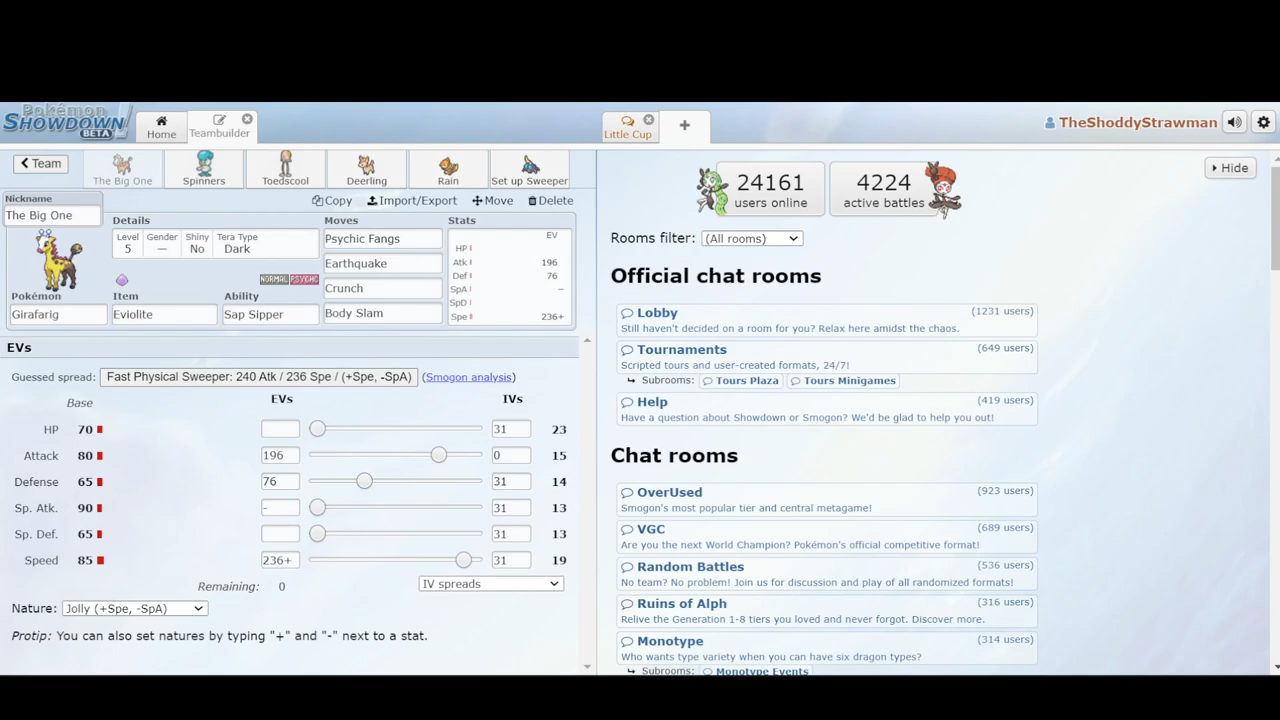 Pokémon
SHOWDOWN
BETA
Home
Teambuilder
Little Cup
+
TheShoddyStrawman
Team
The Big One
Spinners
Toedscool
Deerling
Rain
Set up Sweeper
Hide
Nickname
The Big One
Copy
Import/Export
Move
Delete
Details
Level
5
Gender
—
Shiny
No
Tera Type
Dark
NORMAL PSYCHC
Pokémon
Girafarig
Item
Eviolite
Ability
Sap Sipper
Moves
Psychic Fangs
Earthquake
Crunch
Body Slam
Stats
EV
HP
Atk 196
Def 76
SpA –
SpD
Spe 236+
EVs
Guessed spread: Fast Physical Sweeper: 240 Atk / 236 Spe / (+Spe, -SpA) (Smogon analysis)
Base EVs IVs
HP 70 31 23
Attack 80 196 0 15
Defense 65 76 31 14
Sp. Atk. 90 - 31 13
Sp. Def. 65 31 13
Speed 85 236+ 31 19
Remaining: 0 IV spreads
Nature: Jolly (+Spe, -SpA)
Protip: You can also set natures by typing "+" and "-" next to a stat.
24161
users online
4224
active battles
Rooms filter: (All rooms)
Official chat rooms
Lobby (1231 users)
Still haven't decided on a room for you? Relax here amidst the chaos.
Tournaments (649 users)
Scripted tours and user-created formats, 24/7!
Subrooms: Tours Plaza Tours Minigames
Help (419 users)
Have a question about Showdown or Smogon? We'd be glad to help you out!
Chat rooms
OverUsed (923 users)
Smogon's most popular tier and central metagame!
VGC (689 users)
Are you the next World Champion? Pokémon's official competitive format!
Random Battles (536 users)
No team? No problem! Join us for discussion and play of all randomized formats!
Ruins of Alph (316 users)
Relive the Generation 1-8 tiers you loved and never forgot. Discover more.
Monotype (314 users)
Who wants type variety when you can have six dragon types?
Subrooms: Monotype Events